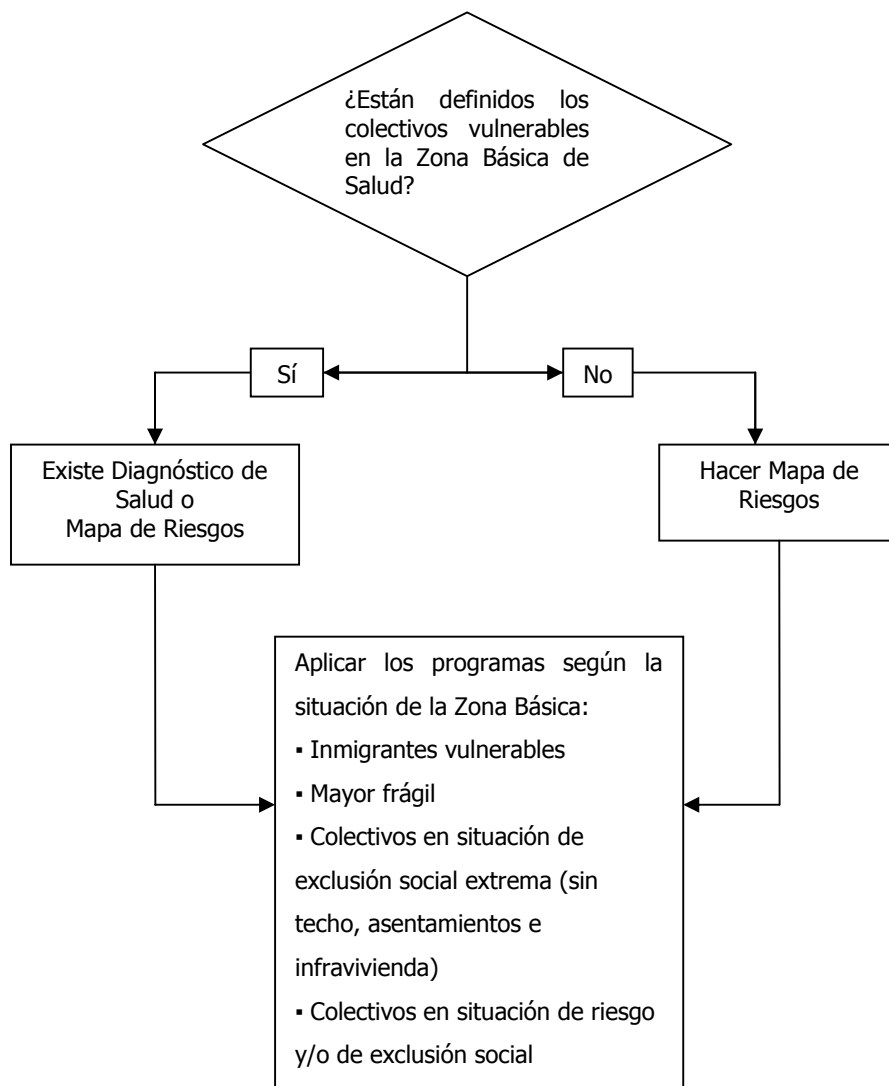 ¿Están definidos los
colectivos vulnerables
en la Zona Básica de
Salud?
Sí
No
Existe Diagnóstico de
Salud o
Mapa de Riesgos
Hacer Mapa de
Riesgos
Aplicar los programas según la
situación de la Zona Básica:
▪ Inmigrantes vulnerables
▪ Mayor frágil
▪ Colectivos en situación de
exclusión social extrema (sin
techo, asentamientos e
infravivienda)
▪ Colectivos en situación de riesgo
y/o de exclusión social